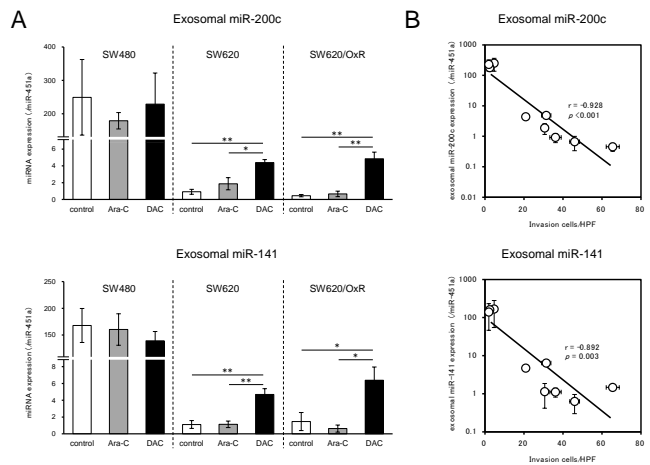 A
Exosomal miR-200c
SW480
SW620
SW620/OxR
miRNA expression (/miR-451a)
400
300
200
6
4
2
0
**
*
**
**
control
Ara-C
DAC
control
Ara-C
DAC
control
Ara-C
DAC
Exosomal miR-141
SW480
SW620
SW620/OxR
miRNA expression (/miR-451a)
250
200
150
8
6
4
2
0
**
**
*
*
control
Ara-C
DAC
control
Ara-C
DAC
control
Ara-C
DAC
B
Exosomal miR-200c
exosomal miR-200c expression (/miR-451a)
1000
100
10
1
0.1
0.01
r = -0.928
p <0.001
0
20
40
60
80
Invasion cells/HPF
Exosomal miR-141
exosomal miR-141 expression (/miR-451a)
1000
100
10
1
0.1
r = -0.892
p = 0.003
0
20
40
60
80
Invasion cells/HPF